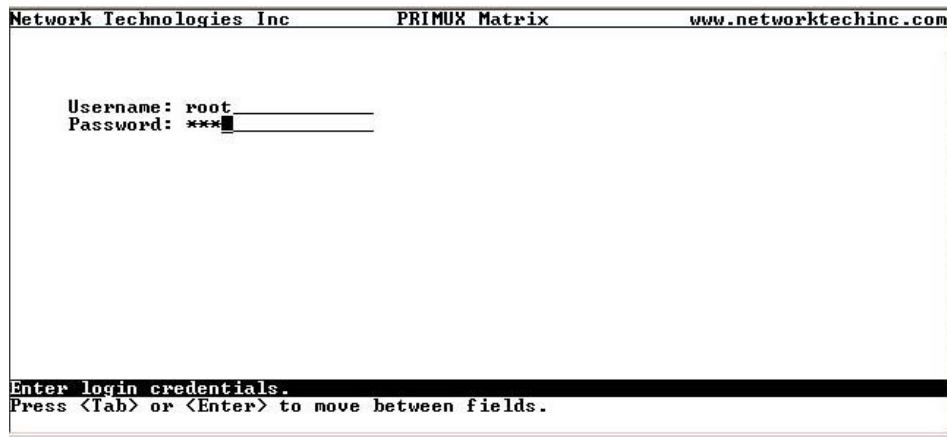 Network Technologies Inc PRIMUX Matrix www.networktechinc.com
Username: root
Password: ***
Enter login credentials.
Press <Tab> or <Enter> to move between fields.